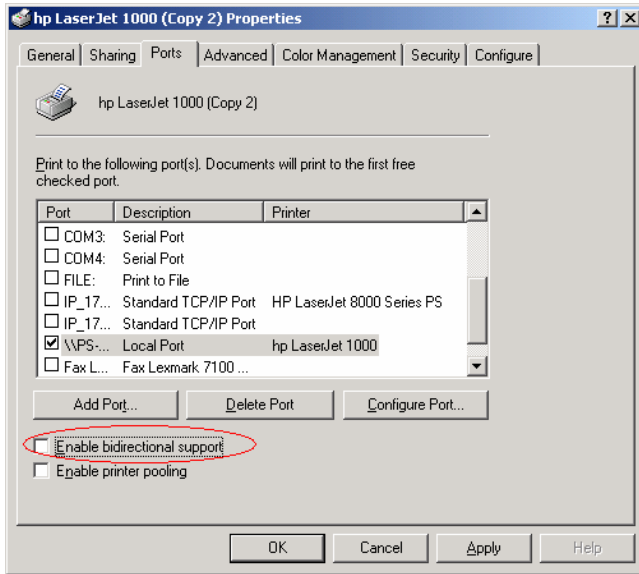 hp LaserJet 1000 (Copy 2) Properties
General Sharing Ports Advanced Color Management Security Configure
hp LaserJet 1000 (Copy 2)
Print to the following port(s). Documents will print to the first free
checked port.
Port Description Printer
COM3: Serial Port
COM4: Serial Port
FILE: Print to File
IP_17... Standard TCP/IP Port HP LaserJet 8000 Series PS
IP_17... Standard TCP/IP Port
\\PS-... Local Port hp LaserJet 1000
Fax L... Fax Lexmark 7100 ...
Add Port... Delete Port Configure Port...
Enable bidirectional support
Enable printer pooling
OK Cancel Apply Help